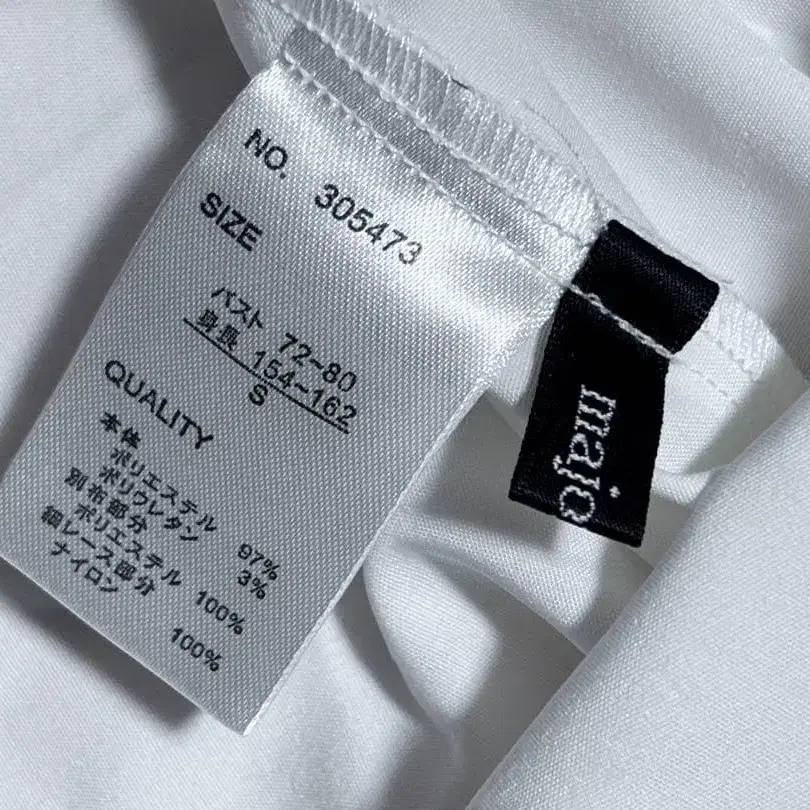 NO. 305473
SIZE
バスト 72-80
身長 154-162
S
QUALITY
本体
ポリエステル 97%
ポリウレタン 3%
別布部分
ポリエステル 100%
細レース部分
ナイロン 100%
majo